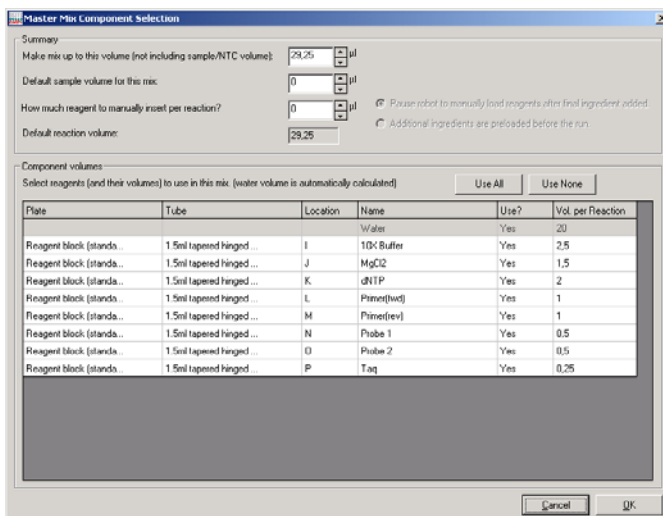 Master Mix Component Selection
Summary
Make mix up to this volume (not including sample/NTC volume): 29,25 µl
Default sample volume for this mix: 0 µl
How much reagent to manually insert per reaction? 0 µl
Pause robot to manually load reagents after final ingredient added.
Additional ingredients are preloaded before the run.
Default reaction volume: 29,25
Component volumes
Select reagents (and their volumes) to use in this mix. (water volume is automatically calculated) Use All Use None
Plate Tube Location Name Use? Vol. per Reaction
Water Yes 20
Reagent block (standa... 1.5ml tapered hinged ... I 10X Buffer Yes 2,5
Reagent block (standa... 1.5ml tapered hinged ... J MgCl2 Yes 1,5
Reagent block (standa... 1.5ml tapered hinged ... K dNTP Yes 2
Reagent block (standa... 1.5ml tapered hinged ... L Primer(fwd) Yes 1
Reagent block (standa... 1.5ml tapered hinged ... M Primer(rev) Yes 1
Reagent block (standa... 1.5ml tapered hinged ... N Probe 1 Yes 0,5
Reagent block (standa... 1.5ml tapered hinged ... O Probe 2 Yes 0,5
Reagent block (standa... 1.5ml tapered hinged ... P Taq Yes 0,25
Cancel OK